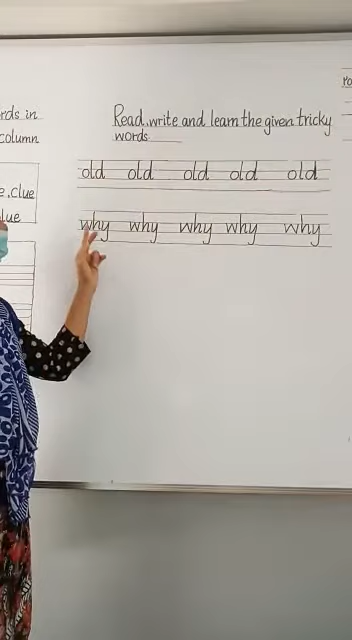 rds in
column
e, clue
lue
Read, write and learn the given tricky
words
old old old old old
why why why why why